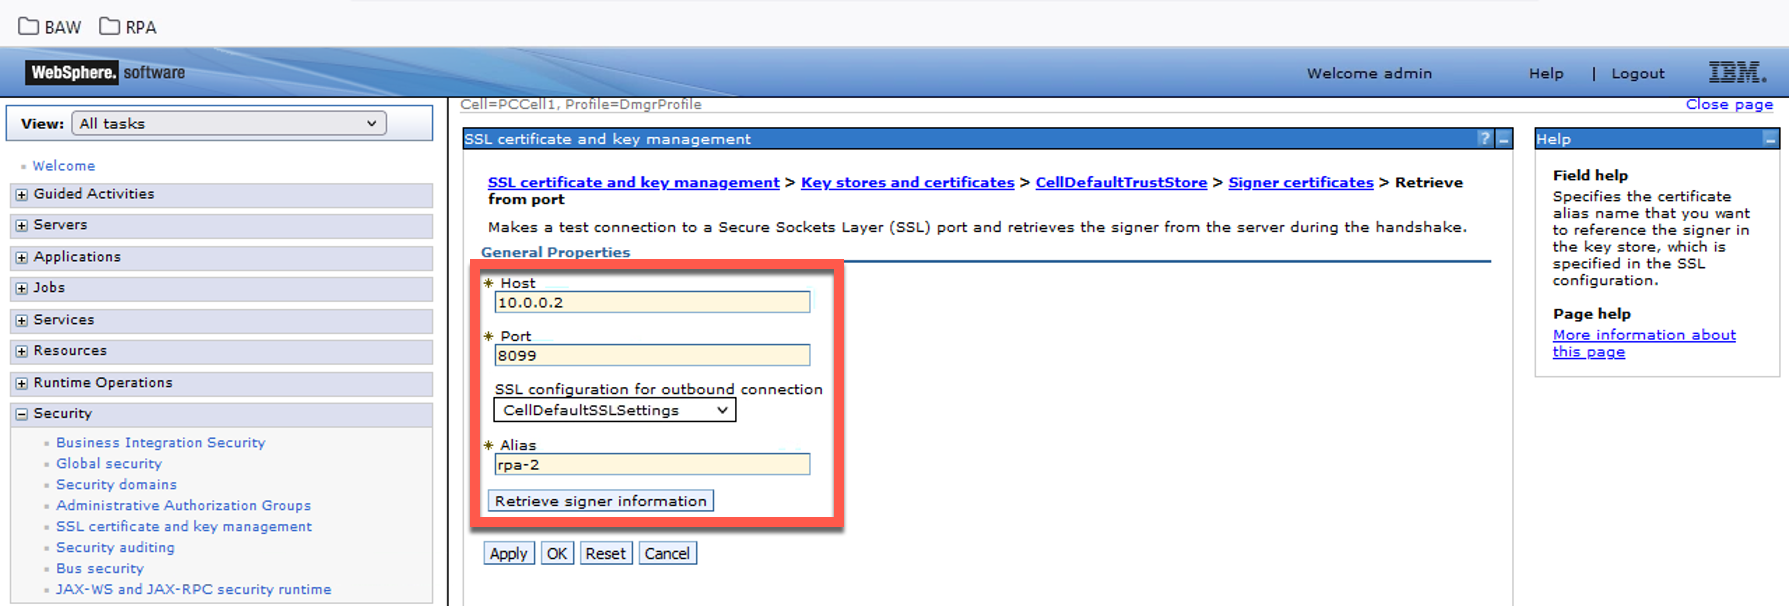 BAW RPA
WebSphere. software
Welcome admin Help | Logout IBM.
View: All tasks
Welcome
Guided Activities
Servers
Applications
Jobs
Services
Resources
Runtime Operations
Security
Business Integration Security
Global security
Security domains
Administrative Authorization Groups
SSL certificate and key management
Security auditing
Bus security
JAX-WS and JAX-RPC security runtime
Cell=PCCell1, Profile=DmgrProfile
Close page
SSL certificate and key management ?
SSL certificate and key management > Key stores and certificates > CellDefaultTrustStore > Signer certificates > Retrieve
from port
Makes a test connection to a Secure Sockets Layer (SSL) port and retrieves the signer from the server during the handshake.
General Properties
* Host
10.0.0.2
* Port
8099
SSL configuration for outbound connection
CellDefaultSSLSettings
* Alias
rpa-2
Retrieve signer information
Apply OK Reset Cancel
Help
Field help
Specifies the certificate
alias name that you want
to reference the signer in
the key store, which is
specified in the SSL
configuration.
Page help
More information about
this page